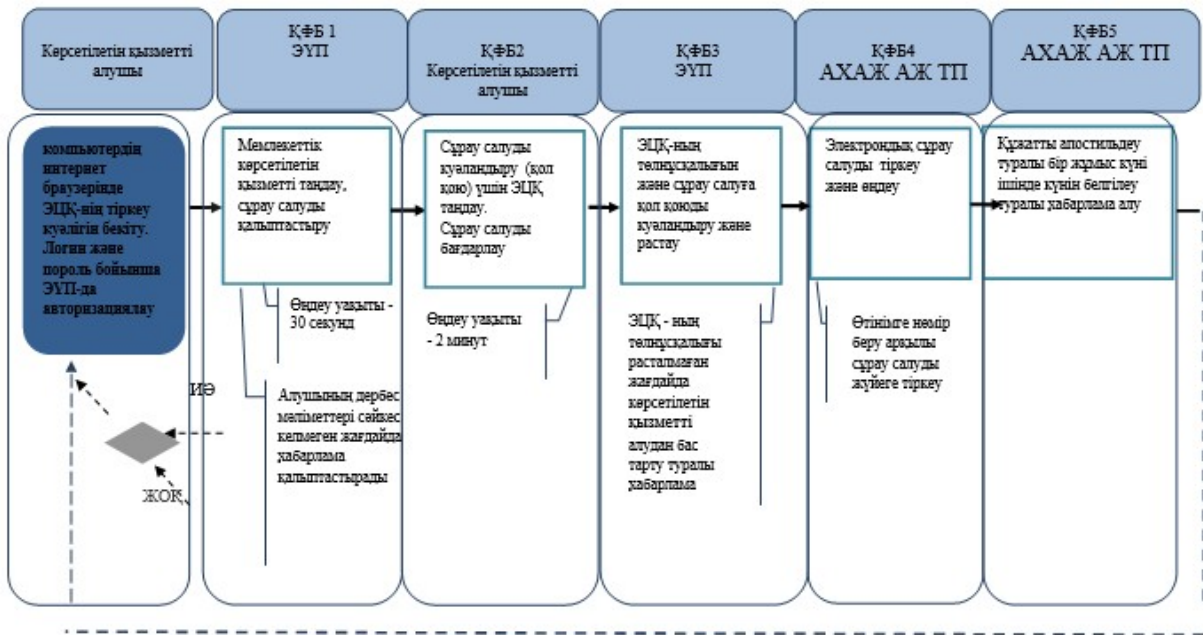 Көрсетілетін қызметті
алушы
ҚФБ 1
ЭҮП
ҚФБ2
Көрсетілетін қызметті
алушы
ҚФБ3
ЭҮП
ҚФБ4
АХАЖ АЖ ТП
ҚФБ5
АХАЖ АЖ ТП
компьютердің
интернет
браузерінде
ЭЦҚ-нің тіркеу
куәлігін бекіту.
Логин және
пороль бойынша
ЭҮП-да
авторизациялау
Мемлекеттік
көрсетілетін
қызметті таңдау,
сұрау салуды
қалыптастыру
Сұрау салуды
куәландыру (қол
қою) үшін ЭЦҚ
таңдау.
Сұрау салуды
бағдарлау
ЭЦҚ-ның
төлнұсқалығын
және сұрау салуға
қол қоюды
куәландыру және
растау
Электрондық сұрау
салуды тіркеу
және өңдеу
Құжатты апостильдеу
туралы бір жұмыс күні
ішінде күнін белгілеу
туралы хабарлама алу
Өңдеу уақыты -
30 секунд
Алушының дербес
мәліметтері сәйкес
келмеген жағдайда
хабарлама
қалыптастырады
Өңдеу уақыты
- 2 минут
ЭЦҚ - ның
төлнұсқалығы
расталмаған
жағдайда
көрсетілетін
қызметті
алудан бас
тарту туралы
хабарлама
Өтінімге нөмір
беру арқылы
сұрау салуды
жүйеге тіркеу
ИӘ
ЖОҚ